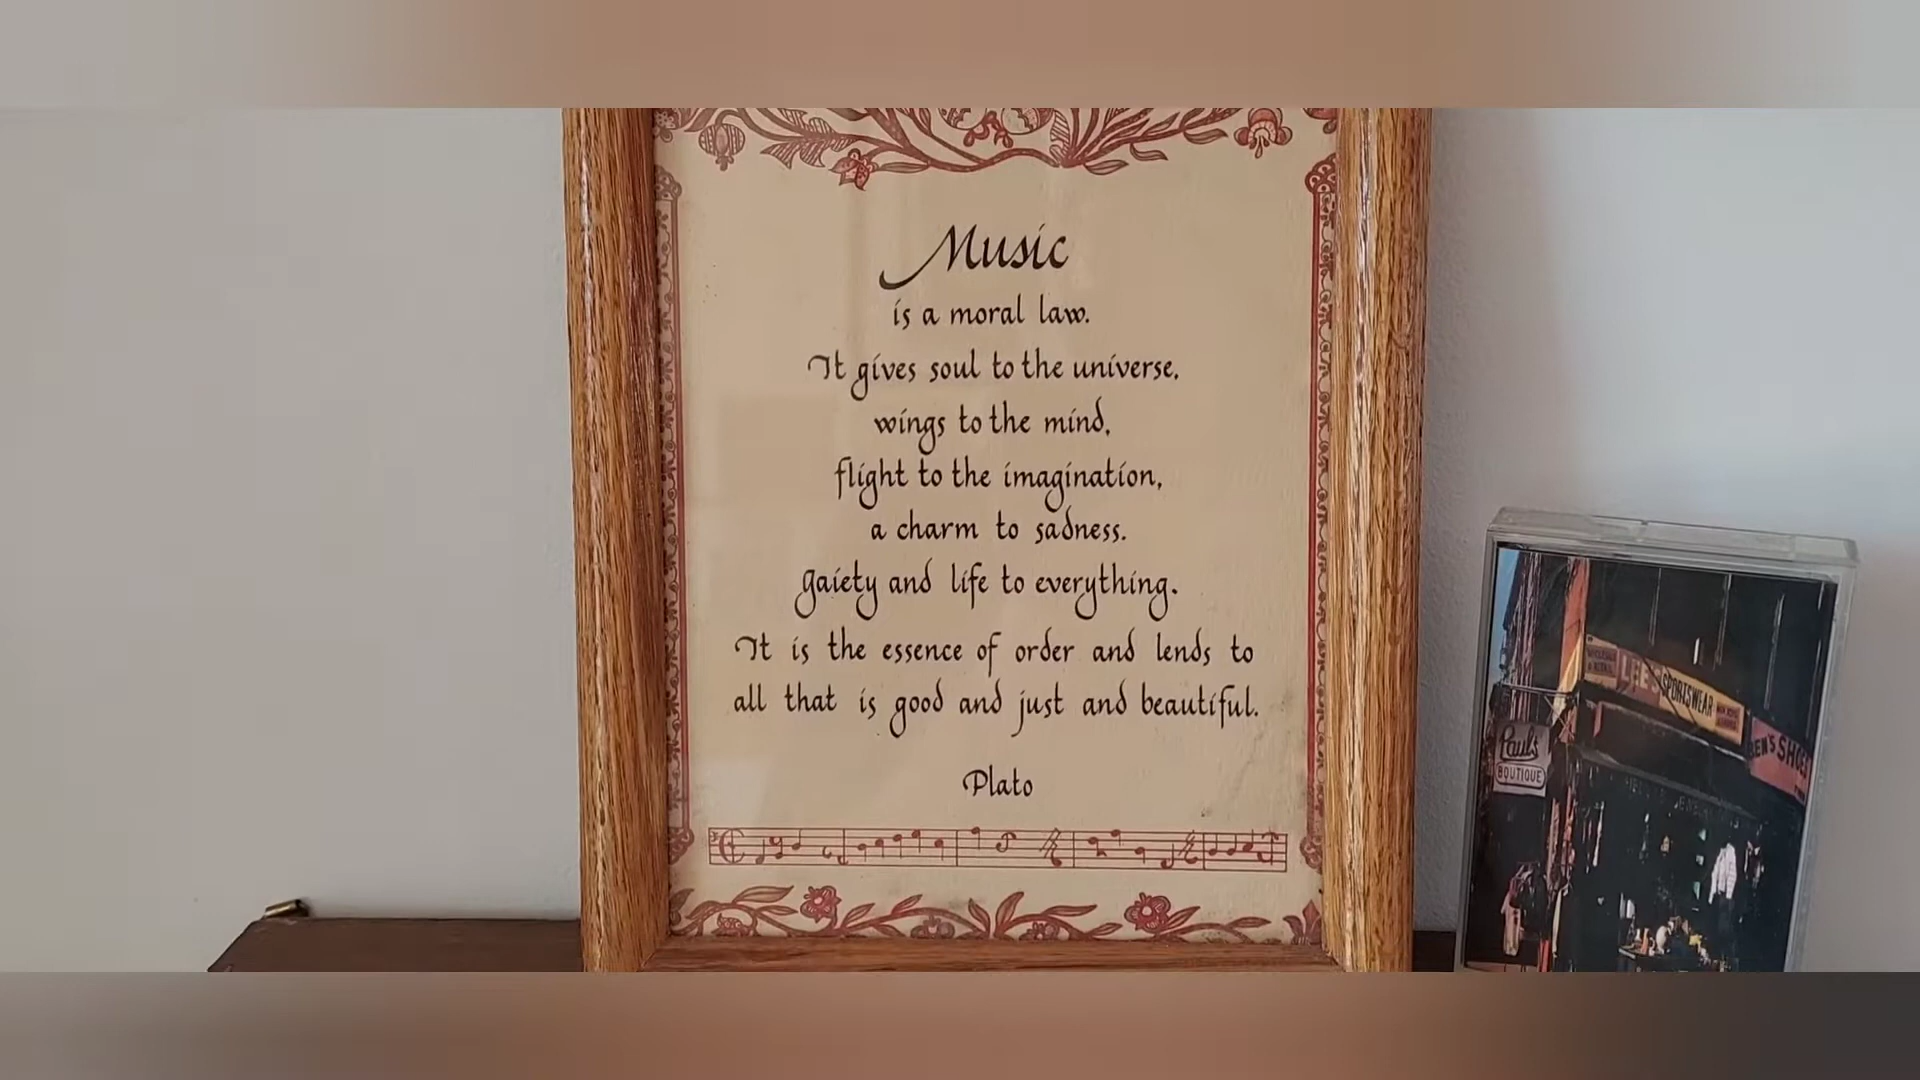 Music
is a moral law.
It gives soul to the universe,
wings to the mind,
flight to the imagination,
a charm to sadness.
gaiety and life to everything.
It is the essence of order and lends to
all that is good and just and beautiful.
Plato
LEE'S
SPORTSWEAR
BEN'S SHOES
Paul's
BOUTIQUE